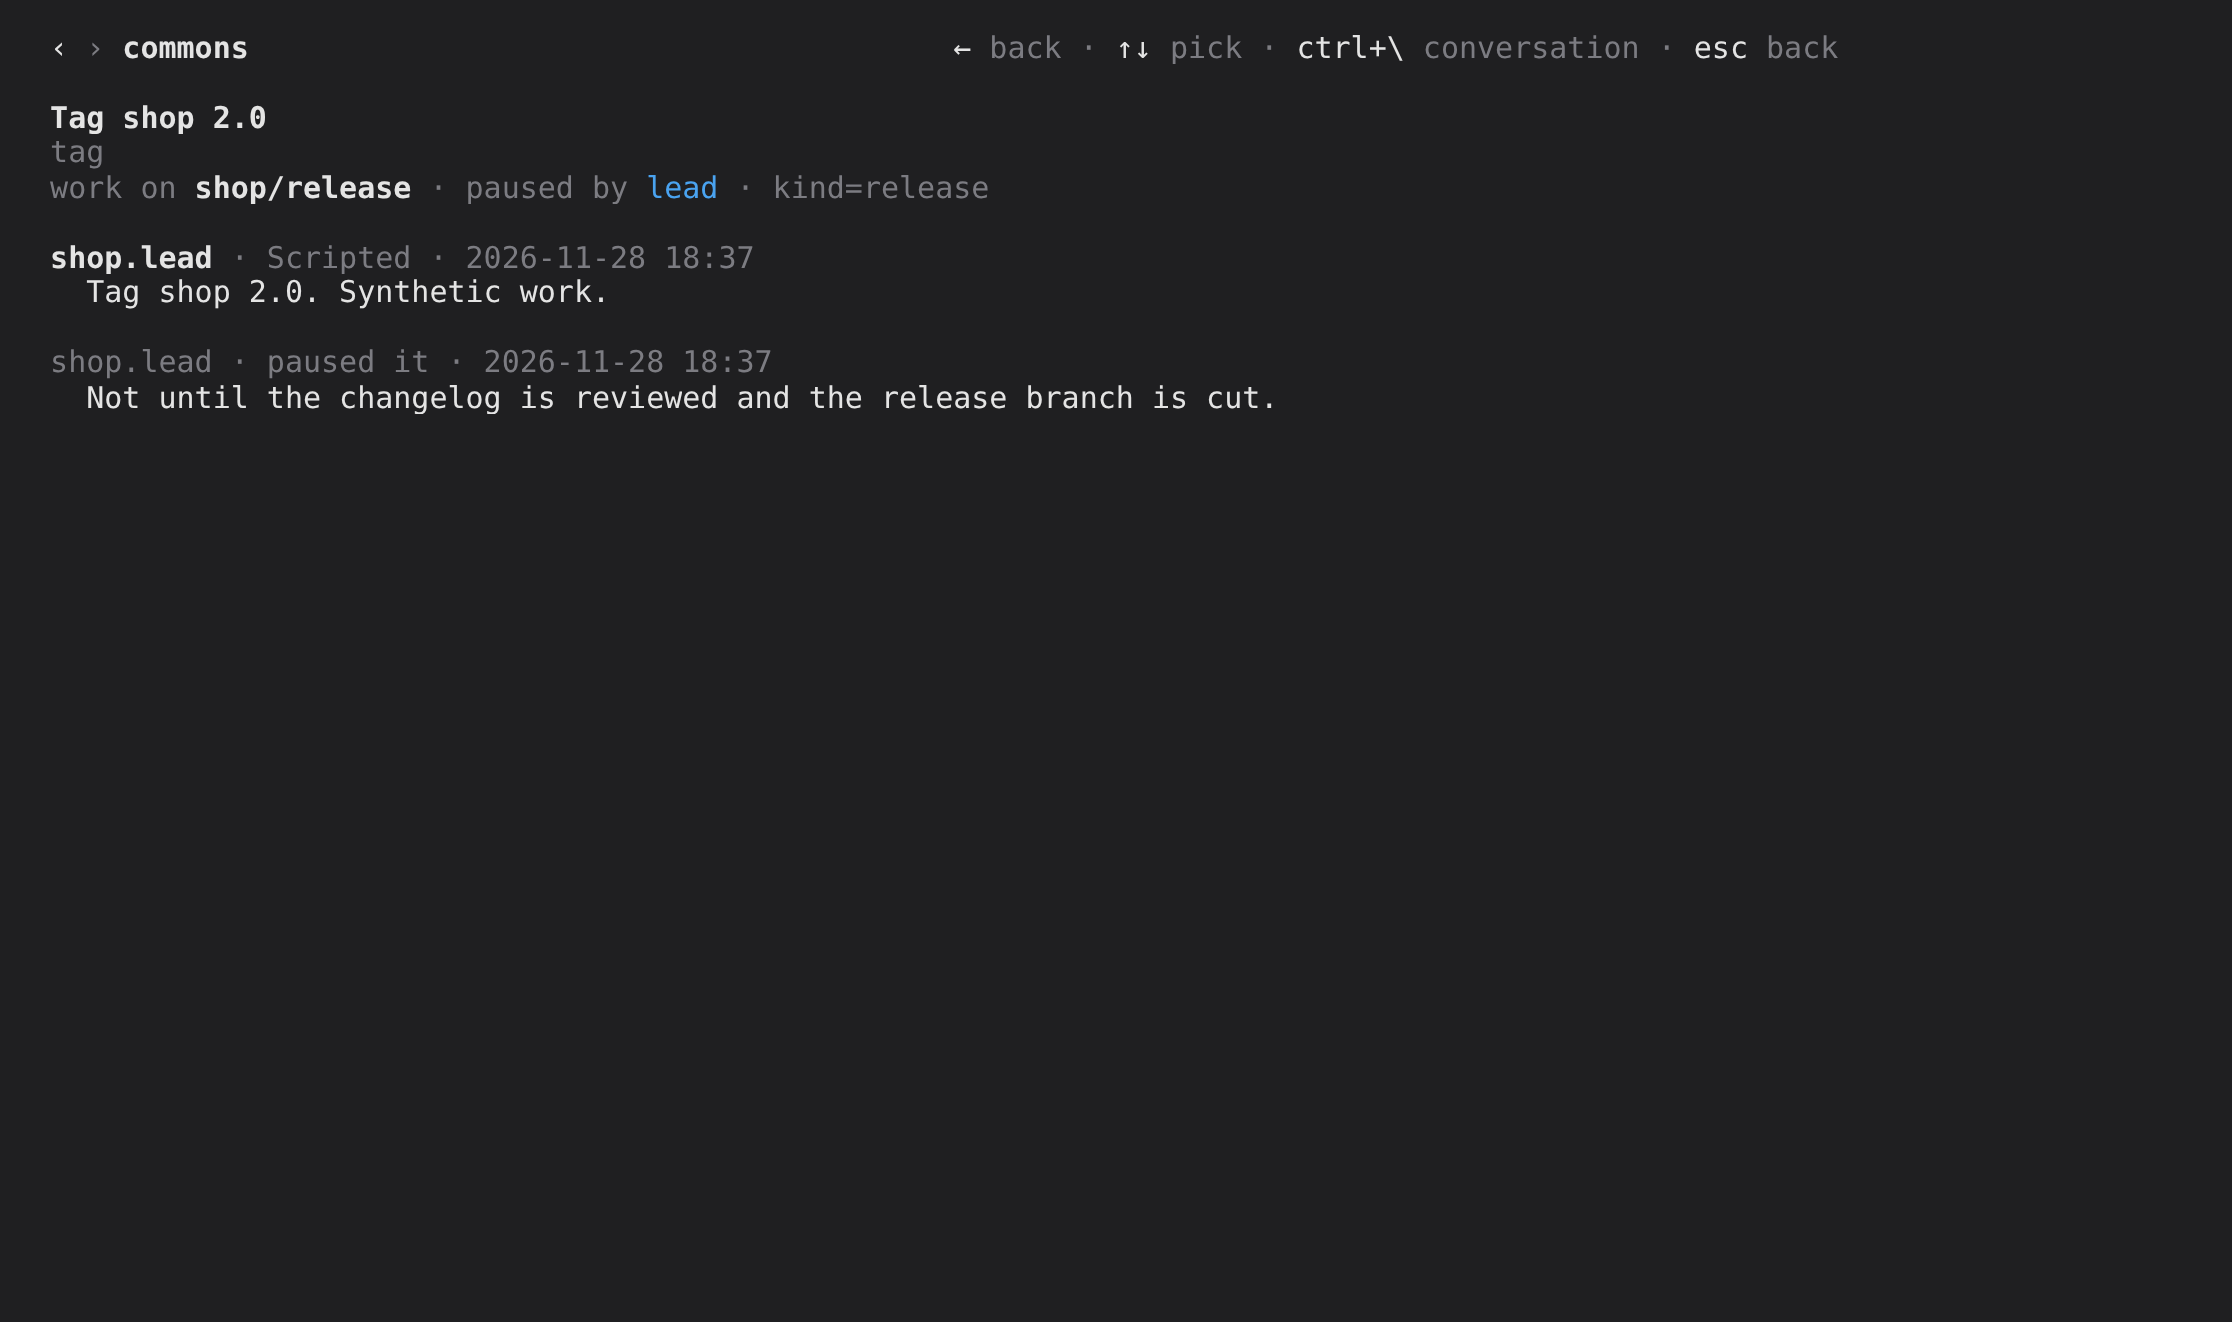 ‹ › commons ← back · ↑↓ pick · ctrl+\ conversation · esc back
Tag shop 2.0
tag
work on shop/release · paused by lead · kind=release
shop.lead · Scripted · 2026-11-28 18:37
Tag shop 2.0. Synthetic work.
shop.lead · paused it · 2026-11-28 18:37
Not until the changelog is reviewed and the release branch is cut.